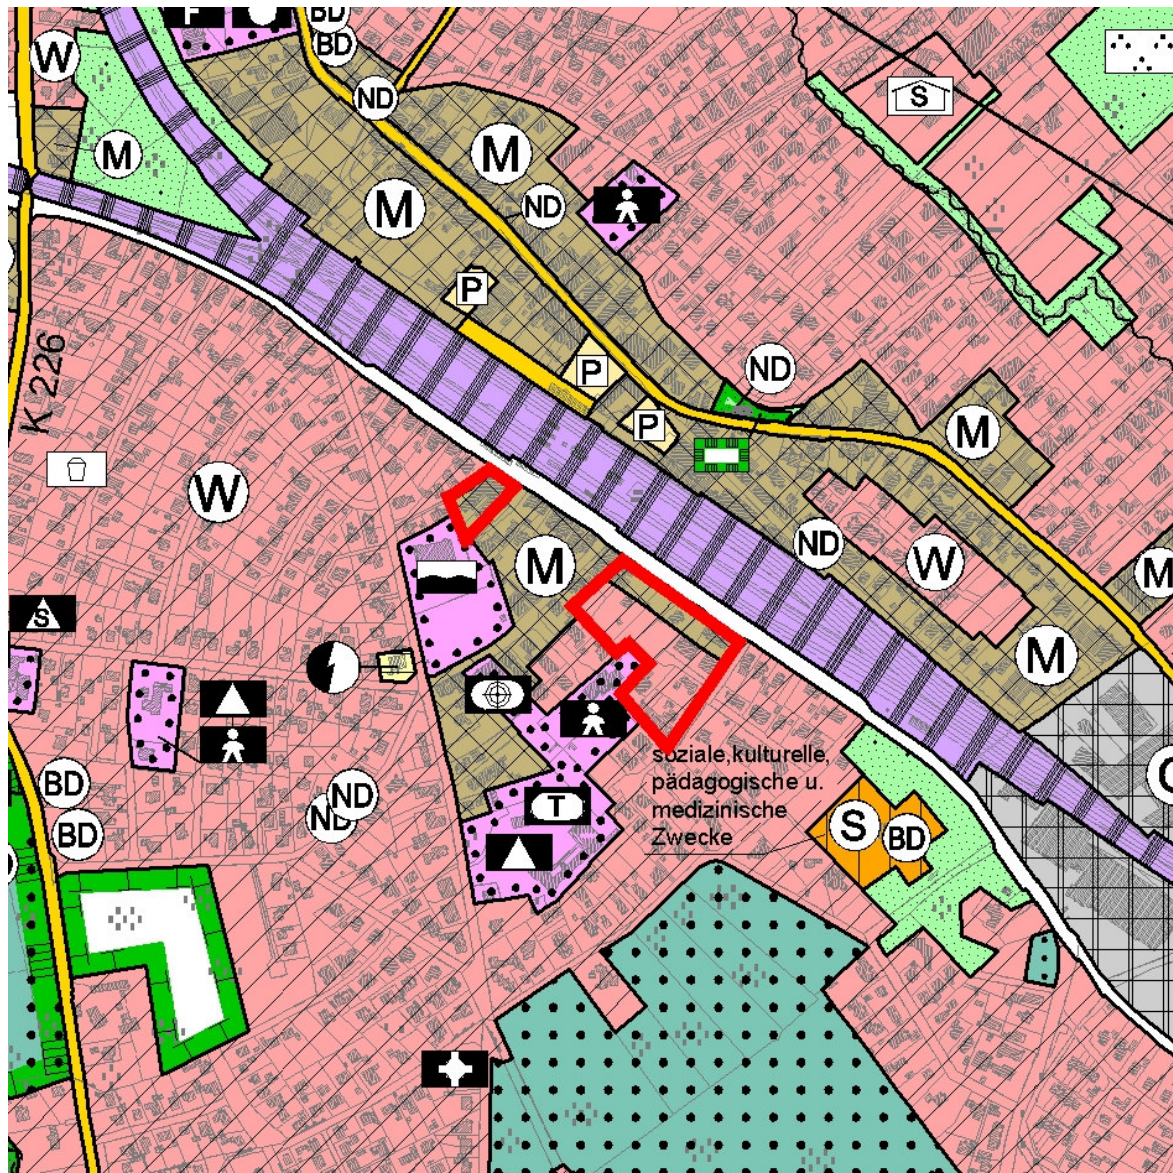 F
BD
BD
W
ND
S
M
M
M
ND
P
K 226
P
ND
P
M
W
ND
W
M
M
S
M
BD
ND
ND
BD
T
soziale,kulturelle,
pädagogische u.
medizinische
Zwecke
S
BD